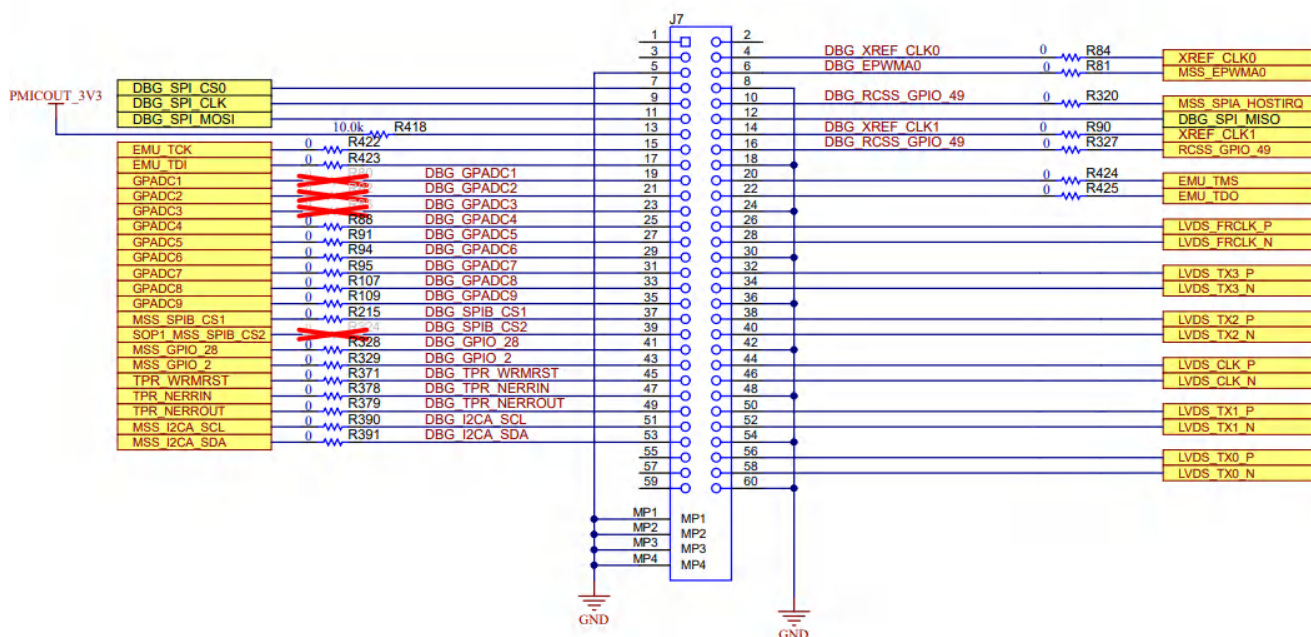 J7
1 2
3 DBG_XREF_CLK0 0 R84 XREF_CLK0
4
5 DBG_EPWMA0 0 R81 MSS_EPWMA0
6
DBG_SPI_CS0 7 8
PMICOUT_3V3
DBG_SPI_CLK 9 10 DBG_RCSS_GPIO_49 0 R320 MSS_SPIA_HOSTIRQ
DBG_SPI_MOSI 11 12 DBG_SPI_MISO
10.0k R418 13 14 DBG_XREF_CLK1 0 R90 XREF_CLK1
EMU_TCK 0 R422 15 16 DBG_RCSS_GPIO_49 0 R327 RCSS_GPIO_49
EMU_TDI 0 R423 17 18
GPADC1 DBG_GPADC1 19 20 0 R424 EMU_TMS
GPADC2 DBG_GPADC2 21 22 0 R425 EMU_TDO
GPADC3 DBG_GPADC3 23 24
GPADC4 0 R88 DBG_GPADC4 25 26 LVDS_FRCLK_P
GPADC5 0 R91 DBG_GPADC5 27 28 LVDS_FRCLK_N
GPADC6 0 R94 DBG_GPADC6 29 30
GPADC7 0 R95 DBG_GPADC7 31 32 LVDS_TX3_P
GPADC8 0 R107 DBG_GPADC8 33 34 LVDS_TX3_N
GPADC9 0 R109 DBG_GPADC9 35 36
MSS_SPIB_CS1 0 R215 DBG_SPIB_CS1 37 38 LVDS_TX2_P
SOP1_MSS_SPIB_CS2 DBG_SPIB_CS2 39 40 LVDS_TX2_N
MSS_GPIO_28 0 R328 DBG_GPIO_28 41 42
MSS_GPIO_2 0 R329 DBG_GPIO_2 43 44 LVDS_CLK_P
TPR_WRMRST 0 R371 DBG_TPR_WRMRST 45 46 LVDS_CLK_N
TPR_NERRIN 0 R378 DBG_TPR_NERRIN 47 48
TPR_NERROUT 0 R379 DBG_TPR_NERROUT 49 50 LVDS_TX1_P
MSS_I2CA_SCL 0 R390 DBG_I2CA_SCL 51 52 LVDS_TX1_N
MSS_I2CA_SDA 0 R391 DBG_I2CA_SDA 53 54
55 56 LVDS_TX0_P
57 58 LVDS_TX0_N
59 60
MP1 MP1
MP2 MP2
MP3 MP3
MP4 MP4
GND
GND